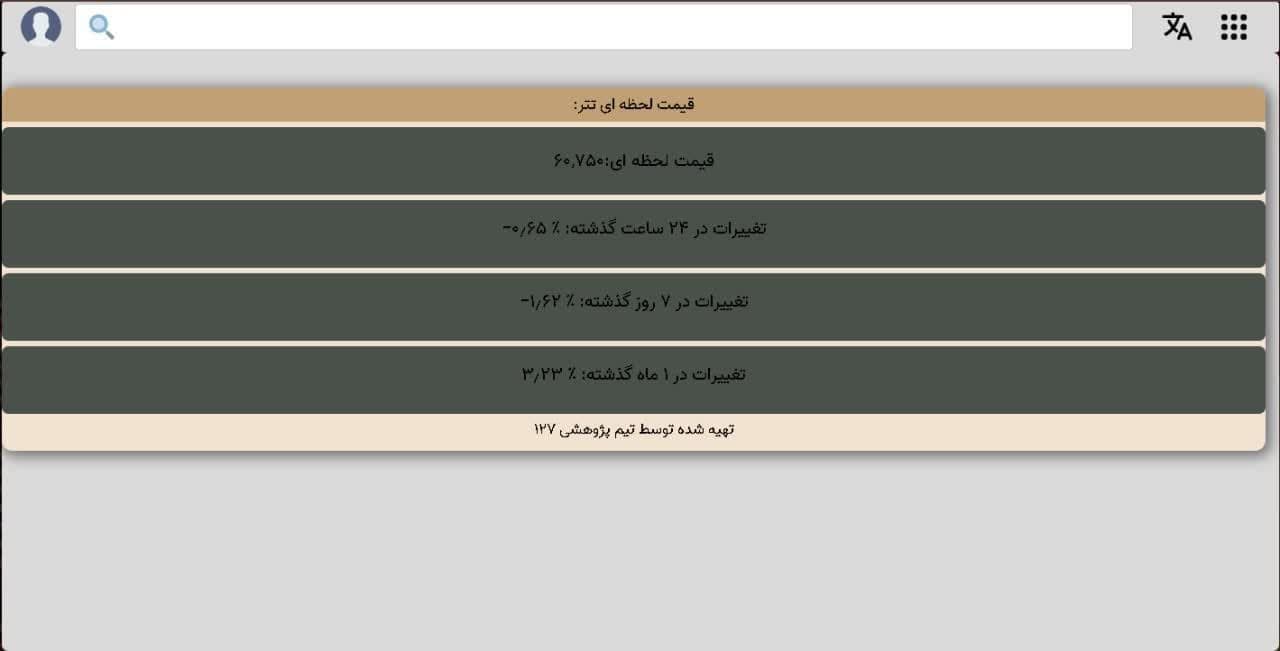 قیمت لحظه ای تتر:
قیمت لحظه ای:۶۰٬۷۵۰
تغییرات در ۲۴ ساعت گذشته: ٪ ۰٫۶۵-
تغییرات در ۷ روز گذشته: ٪ ۱٫۶۲-
تغییرات در ۱ ماه گذشته: ٪ ۳٫۲۳
تهیه شده توسط تیم پژوهشی ۱۲۷